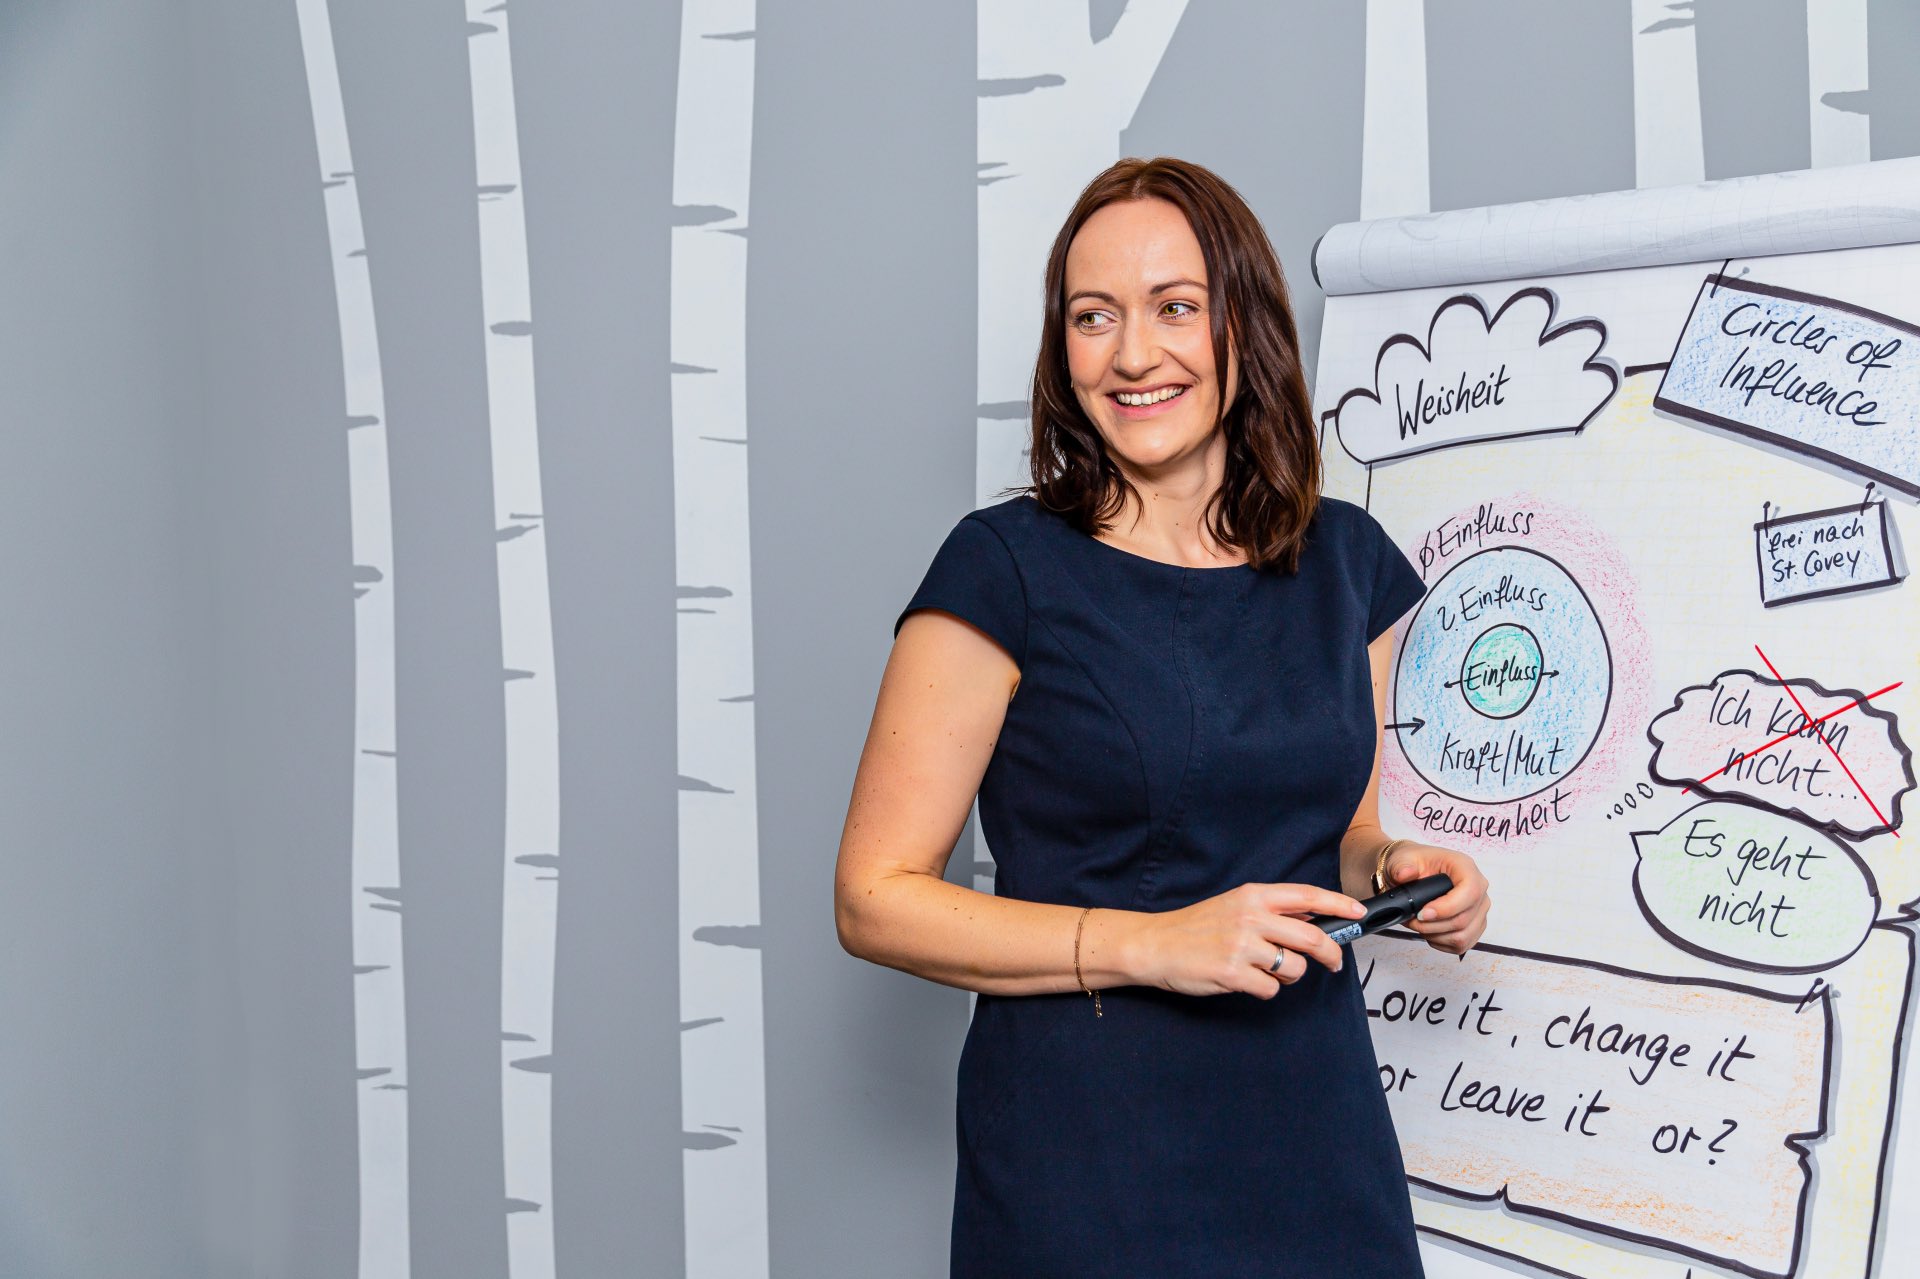 Weisheit
Circles of
Influence
frei nach
St. Covey
∅ Einfluss
Einfluss
Einfluss
Kraft/Mut
Gelassenheit
Ich kann
nicht...
Es geht
nicht
Love it, change it
or leave it or?